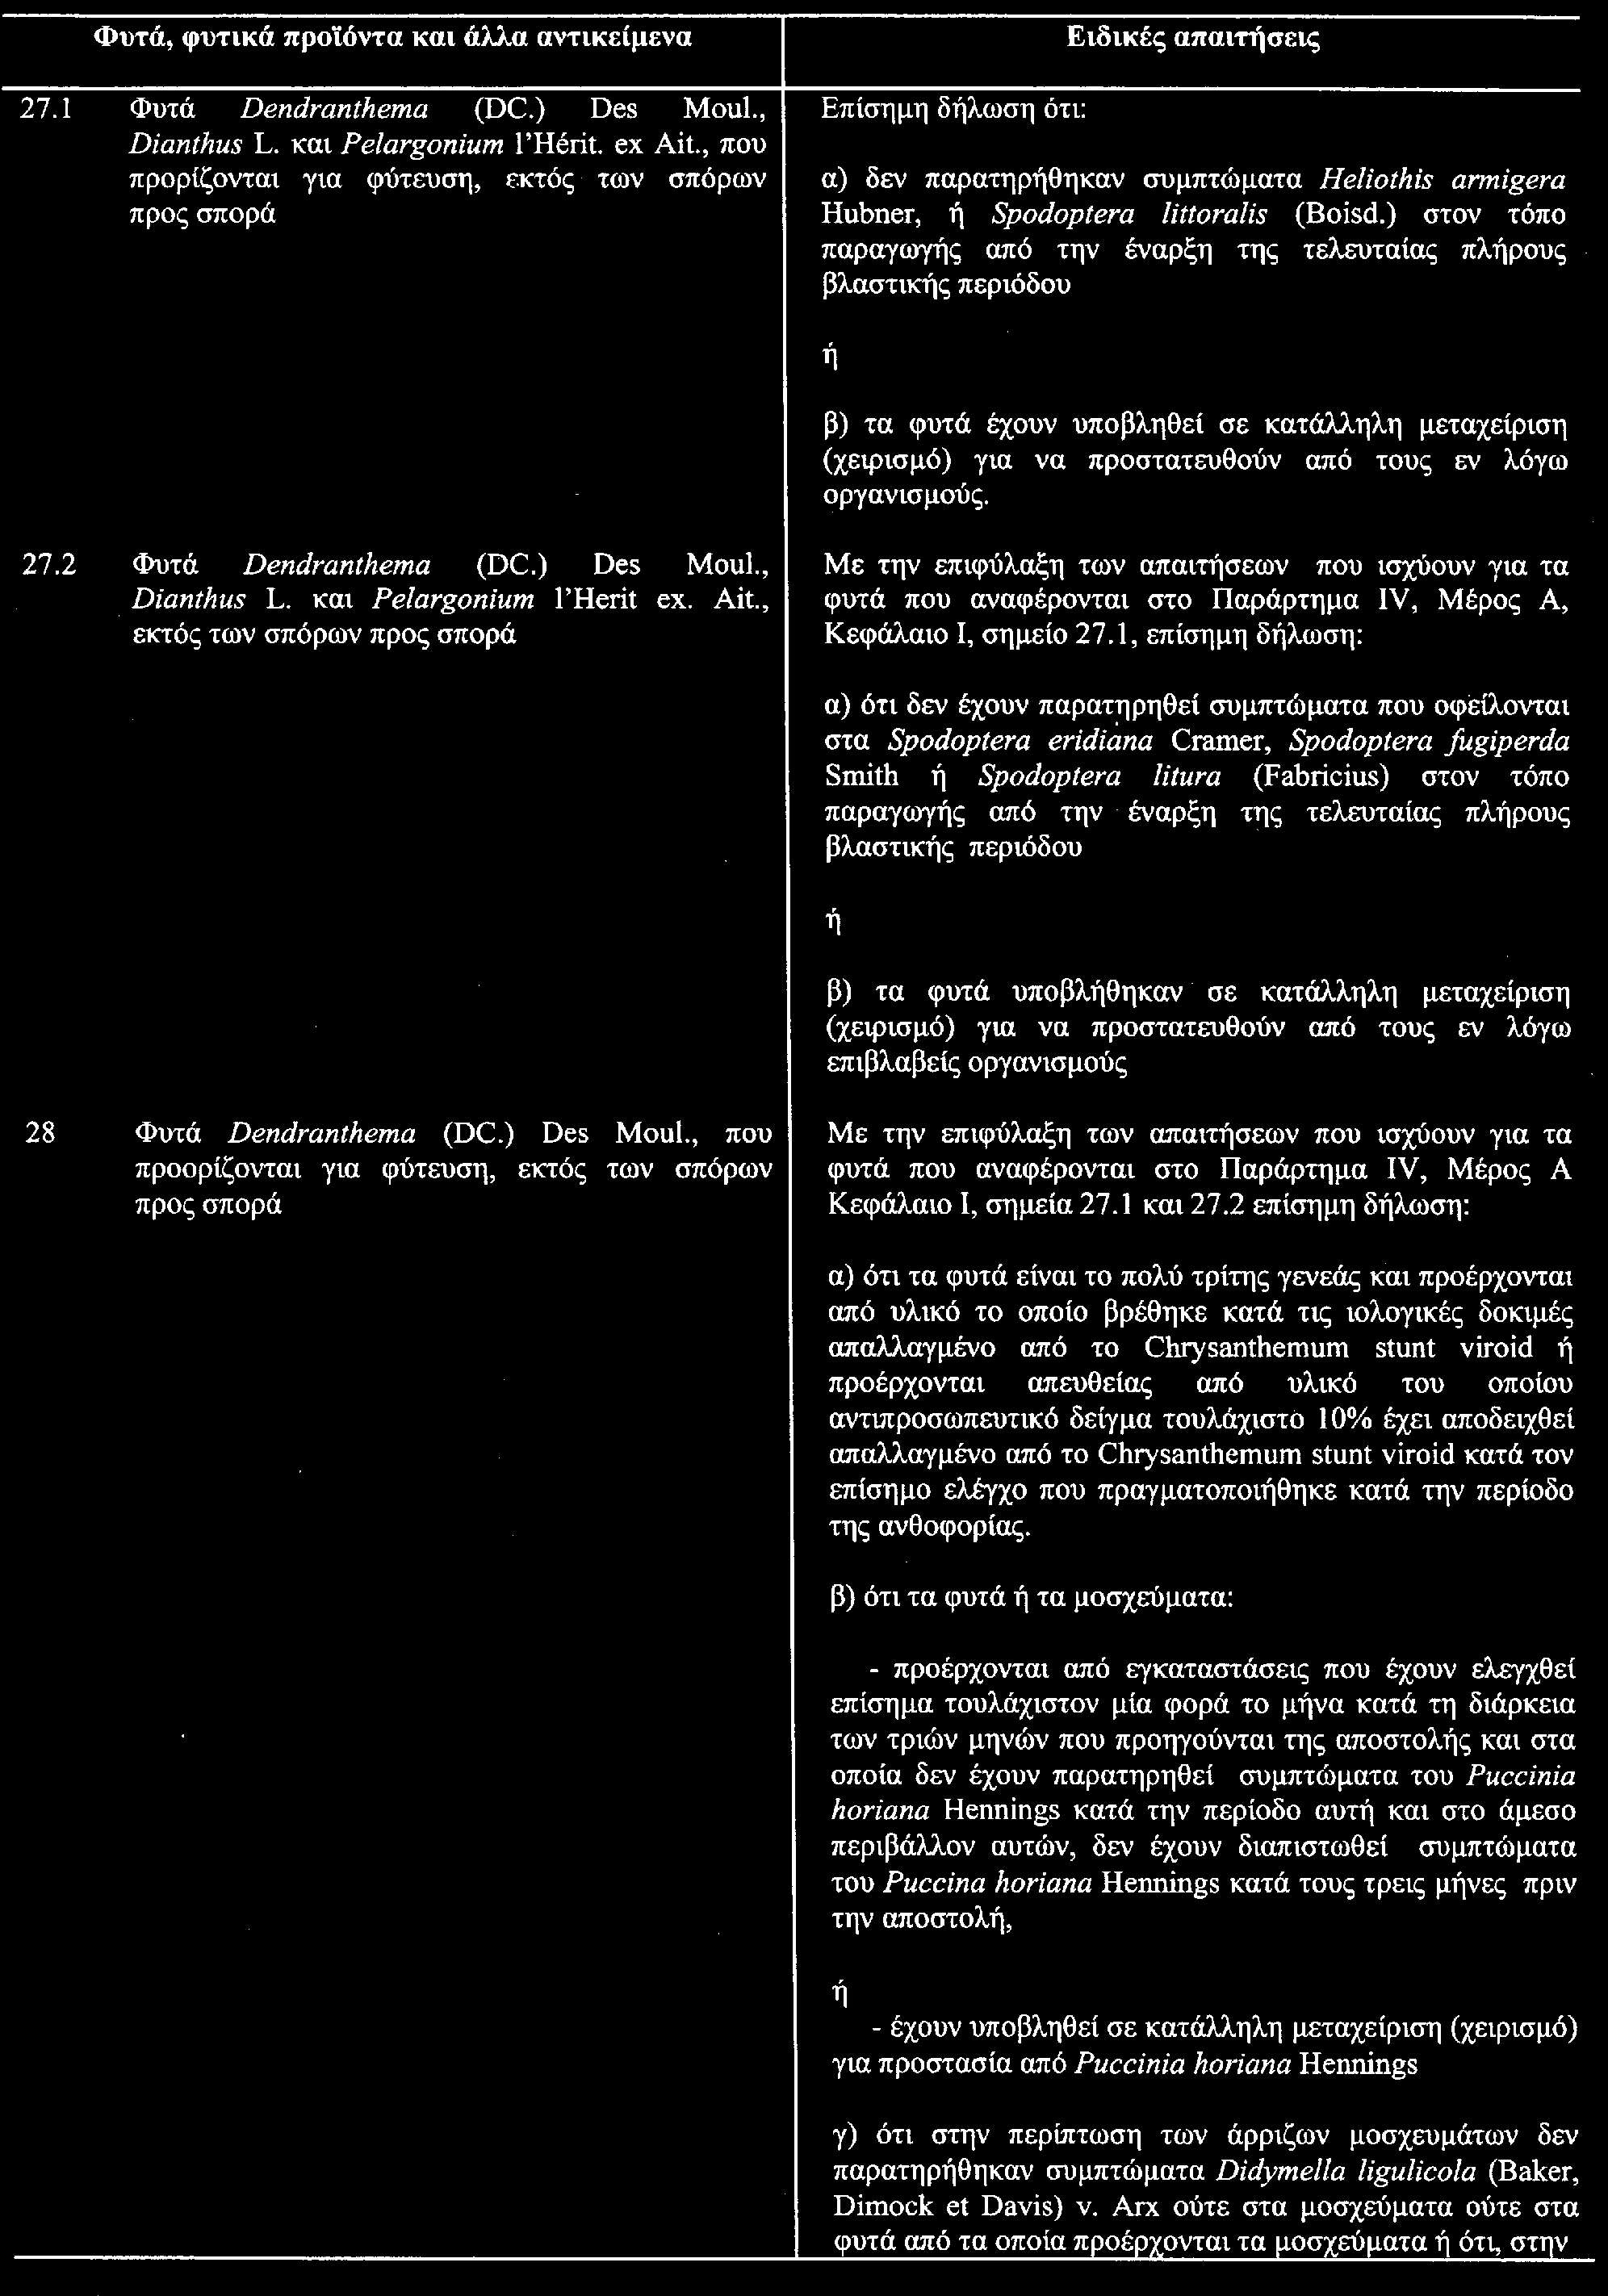 Φυτά, φυτικά προϊόντα και άλλα αντικείμενα
Ειδικές απαιτήσεις
27.1 Φυτά Dendranthema (DC.) Des Moul.,
Dianthus L. και Pelargonium l’Hérit. ex Ait., που
προρίζονται για φύτευση, εκτός των σπόρων
προς σπορά
Επίσημη δήλωση ότι:
α) δεν παρατηρήθηκαν συμπτώματα Heliothis armigera
Hubner, ή Spodoptera littoralis (Boisd.) στον τόπο
παραγωγής από την έναρξη της τελευταίας πλήρους
βλαστικής περιόδου
ή
β) τα φυτά έχουν υποβληθεί σε κατάλληλη μεταχείριση
(χειρισμό) για να προστατευθούν από τους εν λόγω
οργανισμούς.
27.2 Φυτά Dendranthema (DC.) Des Moul.,
Dianthus L. και Pelargonium l’Herit ex. Ait.,
εκτός των σπόρων προς σπορά
Με την επιφύλαξη των απαιτήσεων που ισχύουν για τα
φυτά που αναφέρονται στο Παράρτημα IV, Μέρος Α,
Κεφάλαιο Ι, σημείο 27.1, επίσημη δήλωση:
α) ότι δεν έχουν παρατηρηθεί συμπτώματα που οφείλονται
στα Spodoptera eridiana Cramer, Spodoptera fugiperda
Smith ή Spodoptera litura (Fabricius) στον τόπο
παραγωγής από την έναρξη της τελευταίας πλήρους
βλαστικής περιόδου
ή
β) τα φυτά υποβλήθηκαν σε κατάλληλη μεταχείριση
(χειρισμό) για να προστατευθούν από τους εν λόγω
επιβλαβείς οργανισμούς
28 Φυτά Dendranthema (DC.) Des Moul., που
προορίζονται για φύτευση, εκτός των σπόρων
προς σπορά
Με την επιφύλαξη των απαιτήσεων που ισχύουν για τα
φυτά που αναφέρονται στο Παράρτημα IV, Μέρος Α
Κεφάλαιο Ι, σημεία 27.1 και 27.2 επίσημη δήλωση:
α) ότι τα φυτά είναι το πολύ τρίτης γενεάς και προέρχονται
από υλικό το οποίο βρέθηκε κατά τις ιολογικές δοκιμές
απαλλαγμένο από το Chrysanthemum stunt viroid ή
προέρχονται απευθείας από υλικό του οποίου
αντιπροσωπευτικό δείγμα τουλάχιστο 10% έχει αποδειχθεί
απαλλαγμένο από το Chrysanthemum stunt viroid κατά τον
επίσημο ελέγχο που πραγματοποιήθηκε κατά την περίοδο
της ανθοφορίας.
β) ότι τα φυτά ή τα μοσχεύματα:
- προέρχονται από εγκαταστάσεις που έχουν ελεγχθεί
επίσημα τουλάχιστον μία φορά το μήνα κατά τη διάρκεια
των τριών μηνών που προηγούνται της αποστολής και στα
οποία δεν έχουν παρατηρηθεί συμπτώματα του Puccinia
horiana Hennings κατά την περίοδο αυτή και στο άμεσο
περιβάλλον αυτών, δεν έχουν διαπιστωθεί συμπτώματα
του Puccina horiana Hennings κατά τους τρεις μήνες πριν
την αποστολή,
ή
- έχουν υποβληθεί σε κατάλληλη μεταχείριση (χειρισμό)
για προστασία από Puccinia horiana Hennings
γ) ότι στην περίπτωση των άρριζων μοσχευμάτων δεν
παρατηρήθηκαν συμπτώματα Didymella ligulicola (Baker,
Dimock et Davis) v. Arx ούτε στα μοσχεύματα ούτε στα
φυτά από τα οποία προέρχονται τα μοσχεύματα ή ότι, στην